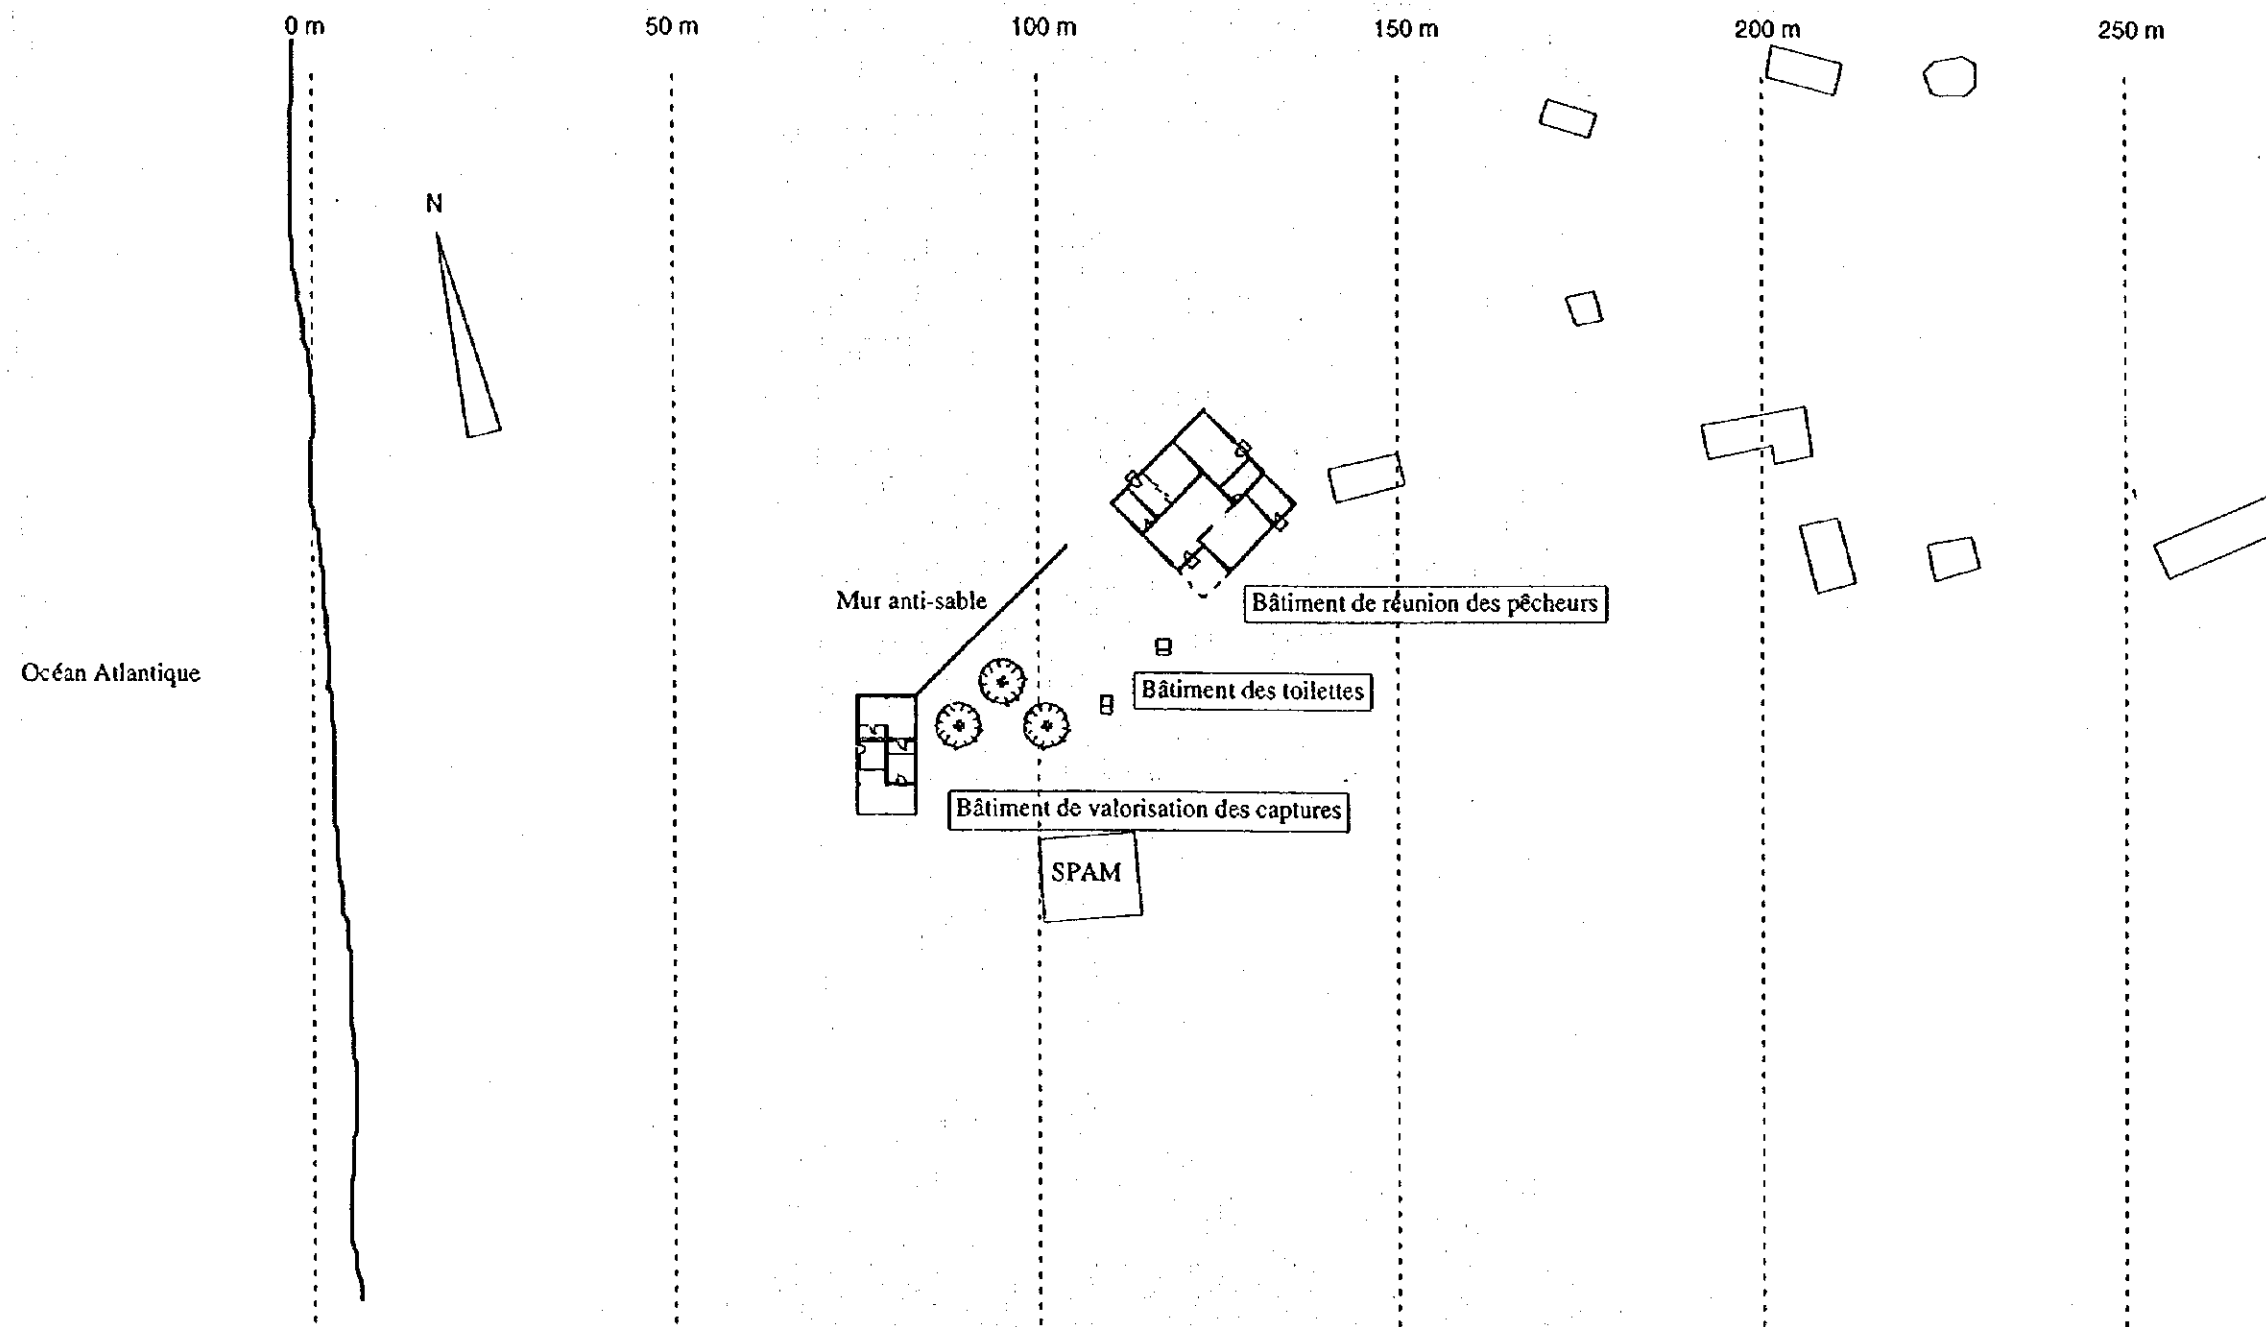 0 m
50 m
100 m
150 m
200 m
250 m
N
Mur anti-sable
Bâtiment de réunion des pêcheurs
Océan Atlantique
Bâtiment des toilettes
Bâtiment de valorisation des captures
SPAM